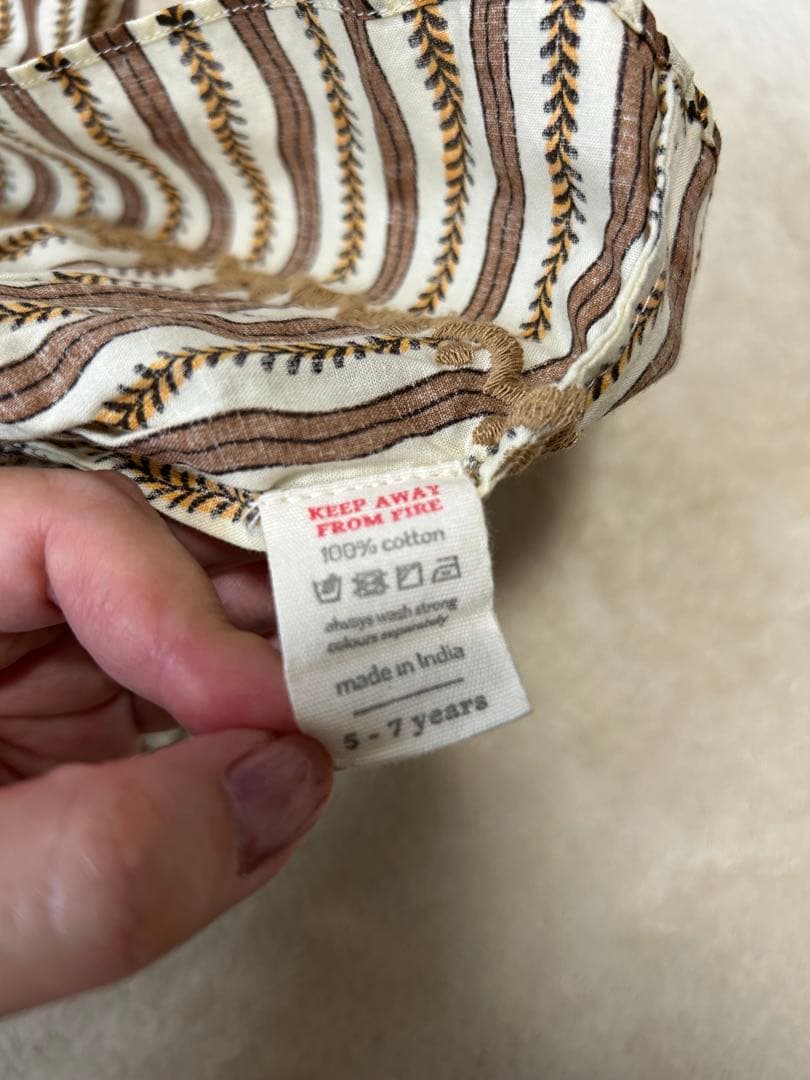 KEEP AWAY
FROM FIRE
100% cotton
always wash strong
colours separately
made in India
5 - 7 years